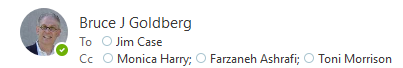 Bruce J Goldberg
To Jim Case
Cc Monica Harry; Farzaneh Ashrafi; Toni Morrison